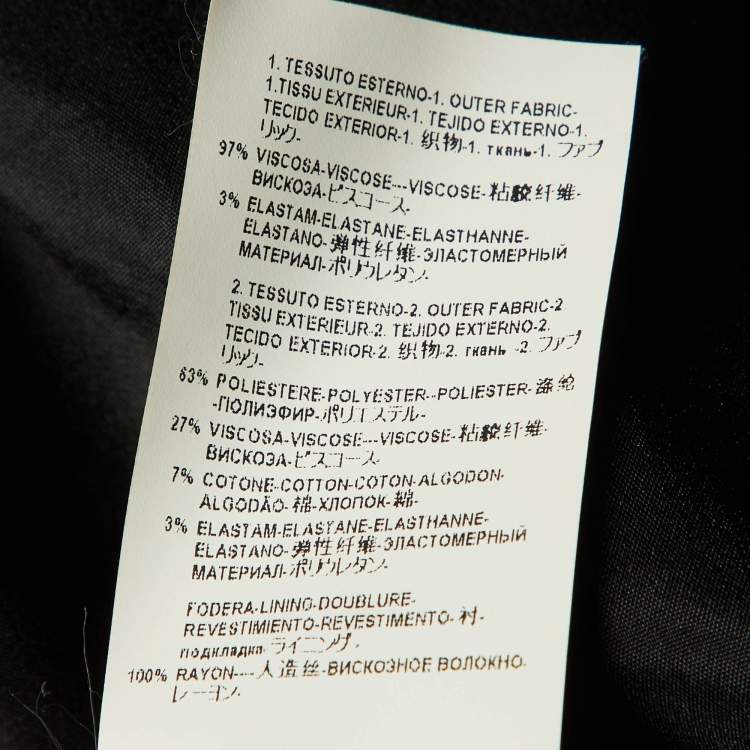 1. TESSUTO ESTERNO-1. OUTER FABRIC-
1.TISSU EXTERIEUR-1. TEJIDO EXTERNO-1.
TECIDO EXTERIOR-1. 织物-1. ткань-1. ファブ
リック-
97% VISCOSA-VISCOSE---VISCOSE-粘胶纤维-
ВИСКОЗА-ビスコース-
3% ELASTAM-ELASTANE-ELASTHANNE-
ELASTANO-弹性纤维-ЭЛАСТОМЕРНЫЙ
МАТЕРИАЛ-ポリウレタン-
2. TESSUTO ESTERNO-2. OUTER FABRIC-2.
TISSU EXTERIEUR-2. TEJIDO EXTERNO-2.
TECIDO EXTERIOR-2. 织物-2. ткань -2. ファブ
リック-
63% POLIESTERE-POLYESTER--POLIESTER-涤纶
-ПОЛИЭФИР-ポリエステル-
27% VISCOSA-VISCOSE---VISCOSE-粘胶纤维-
ВИСКОЗА-ビスコース-
7% COTONE-COTTON-COTON-ALGODON-
ALGODÃO-棉-ХЛОПОК-綿-
3% ELASTAM-ELASTANE-ELASTHANNE-
ELASTANO-弹性纤维-ЭЛАСТОМЕРНЫЙ
МАТЕРИАЛ-ポリウレタン-
FODERA-LINING-DOUBLURE-
REVESTIMIENTO-REVESTIMENTO-衬-
подкладка-ライニング-
100% RAYON----人造丝-ВИСКОЗНОЕ ВОЛОКНО-
レーヨン-